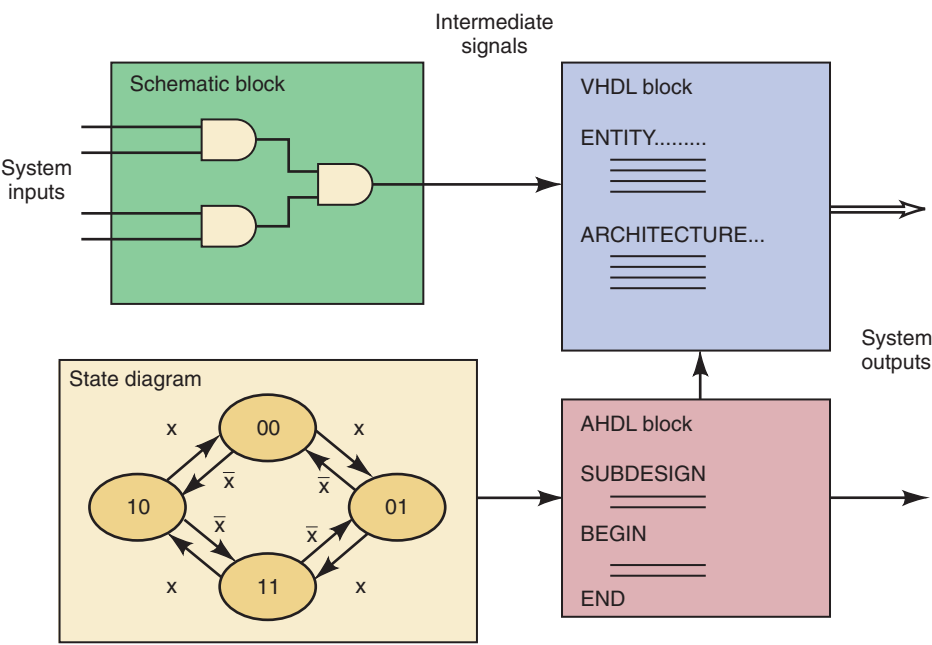 Intermediate
signals
Schematic block
System
inputs
VHDL block
ENTITY.........
ARCHITECTURE...
System
outputs
State diagram
x
00
x
x̅
x̅
10
01
x̅
x̅
x
11
x
AHDL block
SUBDESIGN
BEGIN
END